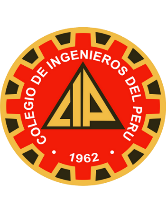 COLEGIO DE INGENIEROS DEL PERU
CIP
• 1962 •